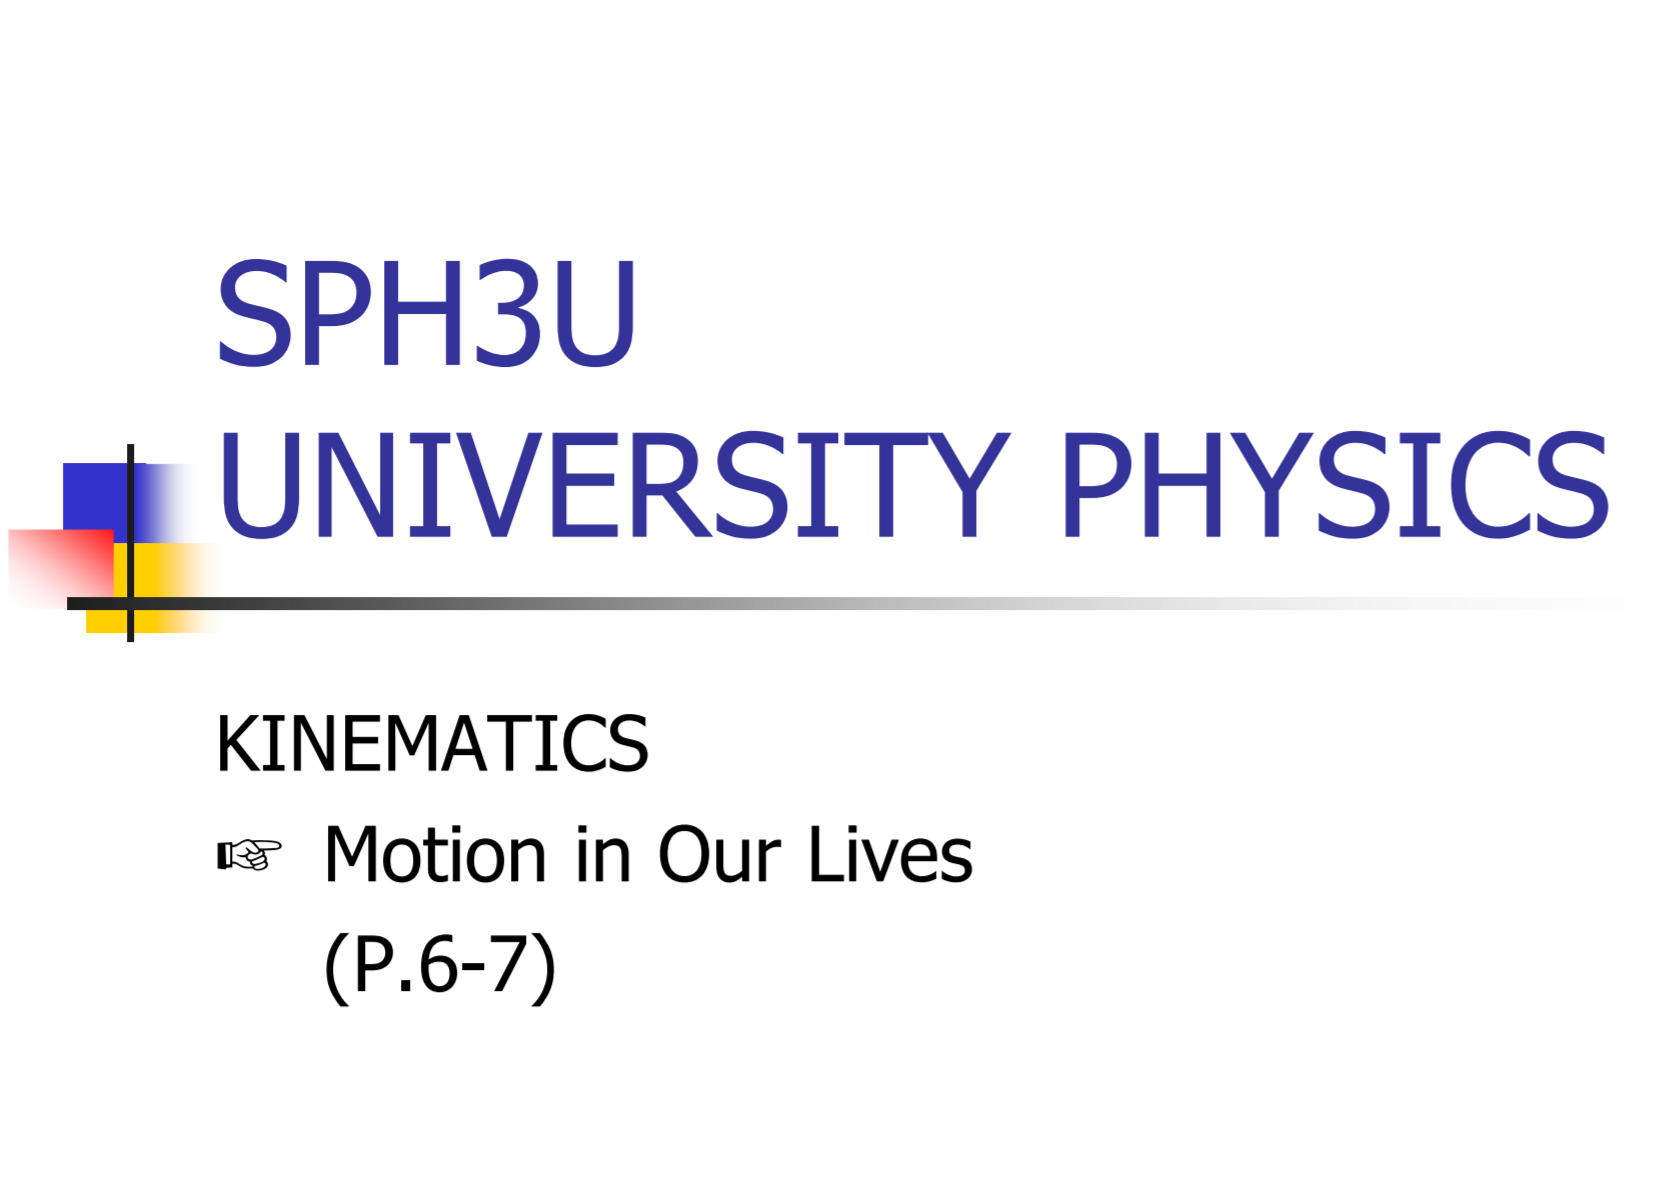 SPH3U
UNIVERSITY PHYSICS
KINEMATICS
☞ Motion in Our Lives
(P.6-7)